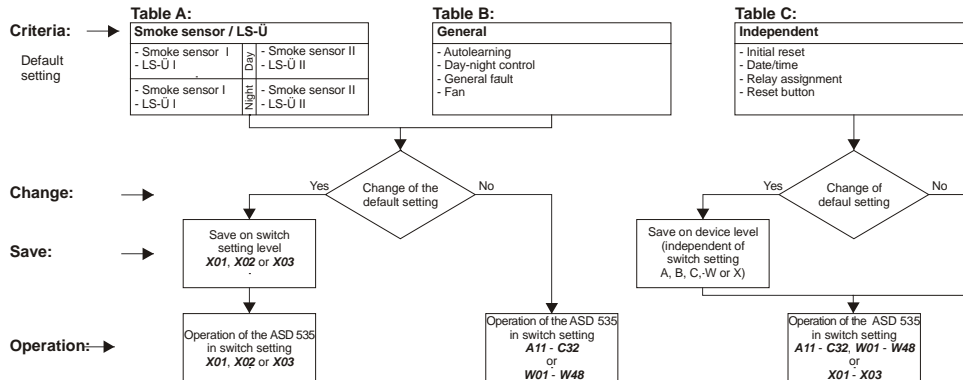 Table A:
Table B:
Table C:
Criteria:
Default
setting
Smoke sensor / LS-Ü
- Smoke sensor I
- LS-Ü I
Day
- Smoke sensor II
- LS-Ü II
- Smoke sensor I
- LS-Ü I
Night
- Smoke sensor II
- LS-Ü II
General
- Autolearning
- Day-night control
- General fault
- Fan
Independent
- Initial reset
- Date/time
- Relay assignment
- Reset button
Change:
Yes
Change of the
default setting
No
Yes
Change of
defaul setting
No
Save:
Save on switch
setting level
X01, X02 or X03
Save on device level
(independent of
switch setting
A, B, C,-W or X)
Operation:
Operation of the ASD 535
in switch setting
X01, X02 or X03
Operation of the ASD 535
in switch setting
A11 - C32
or
W01 - W48
Operation of the ASD 535
in switch setting
A11 - C32, W01 - W48
or
X01 - X03